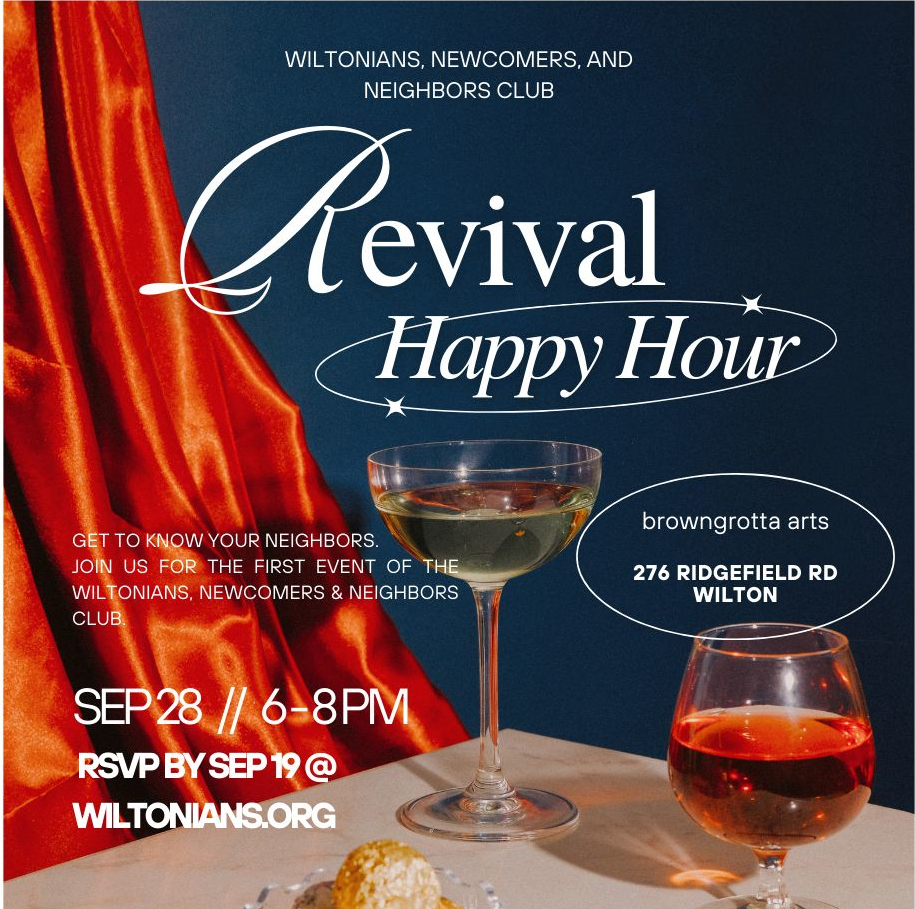 WILTONIANS, NEWCOMERS, AND
NEIGHBORS CLUB
Revival
Happy Hour
browngrotta arts
276 RIDGEFIELD RD
WILTON
GET TO KNOW YOUR NEIGHBORS.
JOIN US FOR THE FIRST EVENT OF THE
WILTONIANS, NEWCOMERS & NEIGHBORS
CLUB.
SEP 28 // 6-8PM
RSVP BY SEP 19 @
WILTONIANS.ORG